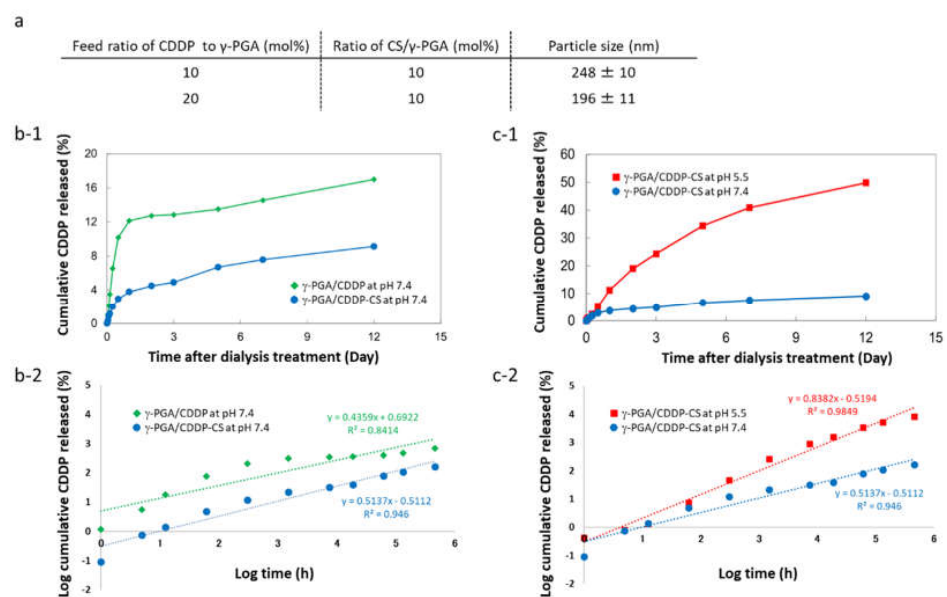 a
Feed ratio of CDDP to γ-PGA (mol%) Ratio of CS/γ-PGA (mol%) Particle size (nm)
10 10 248 ± 10
20 10 196 ± 11
b-1
Cumulative CDDP released (%)
20
16
12
8
4
0
γ-PGA/CDDP at pH 7.4
γ-PGA/CDDP-CS at pH 7.4
0 3 6 9 12 15
Time after dialysis treatment (Day)
c-1
Cumulative CDDP released (%)
60
50
40
30
20
10
0
γ-PGA/CDDP-CS at pH 5.5
γ-PGA/CDDP-CS at pH 7.4
0 3 6 9 12 15
Time after dialysis treatment (Day)
b-2
Log cumulative CDDP released (%)
5
4
3
2
1
0
-1
-2
γ-PGA/CDDP at pH 7.4
γ-PGA/CDDP-CS at pH 7.4
y = 0.4359x + 0.6922
R² = 0.8414
y = 0.5137x - 0.5112
R² = 0.946
0 1 2 3 4 5 6
Log time (h)
c-2
Log cumulative CDDP released (%)
5
4
3
2
1
0
-1
-2
γ-PGA/CDDP-CS at pH 5.5
γ-PGA/CDDP-CS at pH 7.4
y = 0.8382x - 0.5194
R² = 0.9849
y = 0.5137x - 0.5112
R² = 0.946
0 1 2 3 4 5 6
Log time (h)